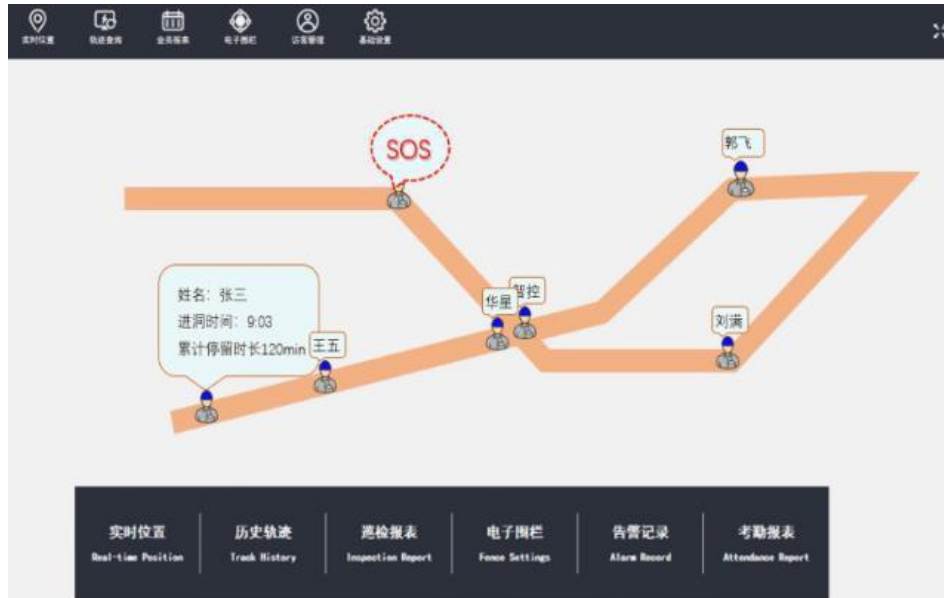 实时位置
轨迹查询
业务报表
电子围栏
访客管理
基础设置
SOS
郭飞
智控
华星
刘满
姓名：张三
进洞时间：9:03
累计停留时长120min
王五
实时位置
Real-time Position
历史轨迹
Track History
巡检报表
Inspection Report
电子围栏
Fence Settings
告警记录
Alarm Record
考勤报表
Attendance Report